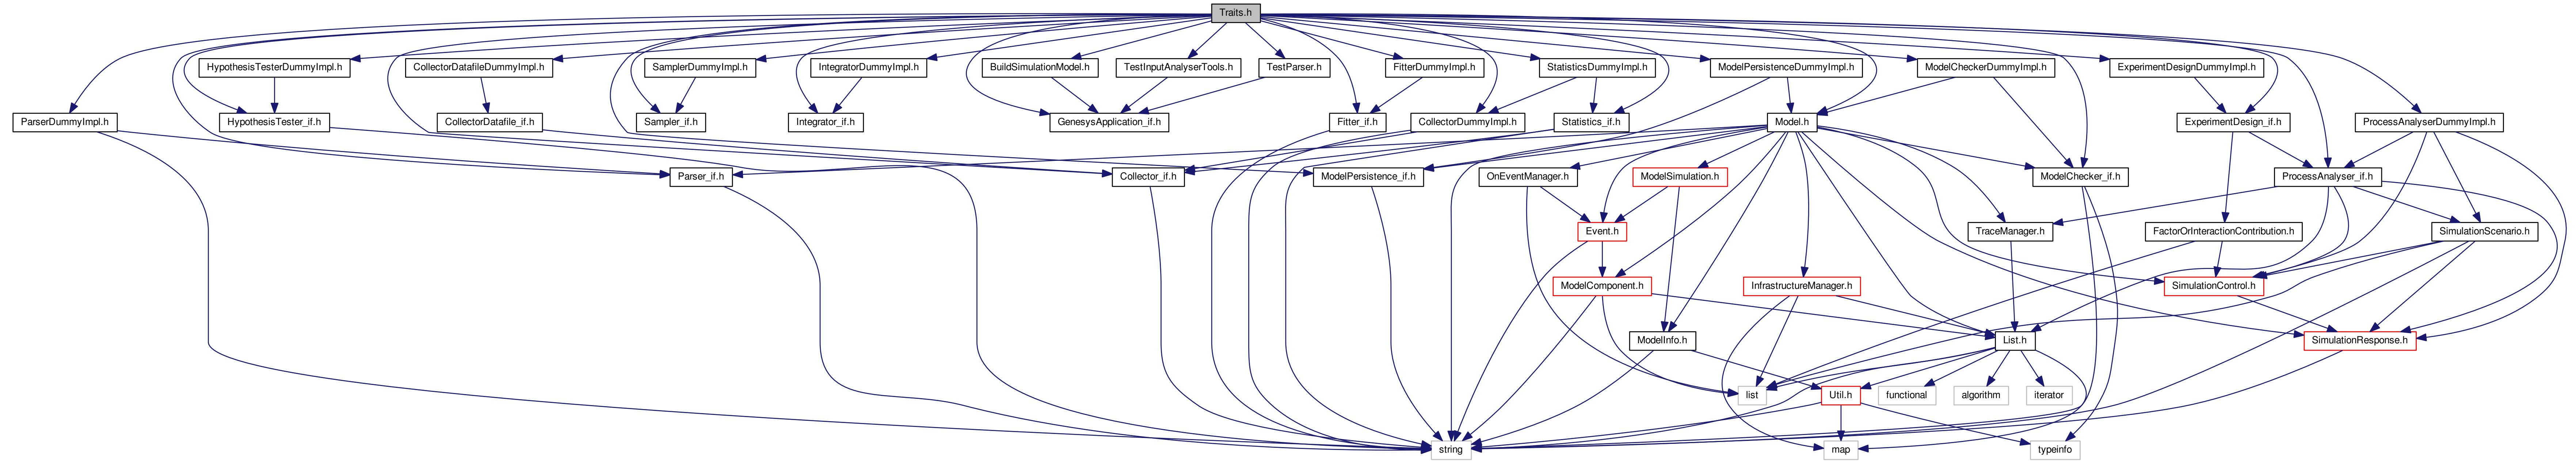 Traits.h
HypothesisTesterDummyImpl.h
CollectorDatafileDummyImpl.h
SamplerDummyImpl.h
IntegratorDummyImpl.h
BuildSimulationModel.h
TestInputAnalyserTools.h
TestParser.h
FitterDummyImpl.h
StatisticsDummyImpl.h
ModelPersistenceDummyImpl.h
ModelCheckerDummyImpl.h
ExperimentDesignDummyImpl.h
ParserDummyImpl.h
HypothesisTester_if.h
CollectorDatafile_if.h
Sampler_if.h
Integrator_if.h
GenesysApplication_if.h
Fitter_if.h
CollectorDummyImpl.h
Statistics_if.h
Model.h
ExperimentDesign_if.h
ProcessAnalyserDummyImpl.h
Parser_if.h
Collector_if.h
ModelPersistence_if.h
OnEventManager.h
ModelSimulation.h
ModelChecker_if.h
ProcessAnalyser_if.h
Event.h
TraceManager.h
FactorOrInteractionContribution.h
SimulationScenario.h
ModelComponent.h
InfrastructureManager.h
SimulationControl.h
ModelInfo.h
List.h
SimulationResponse.h
list
Util.h
functional
algorithm
iterator
string
map
typeinfo